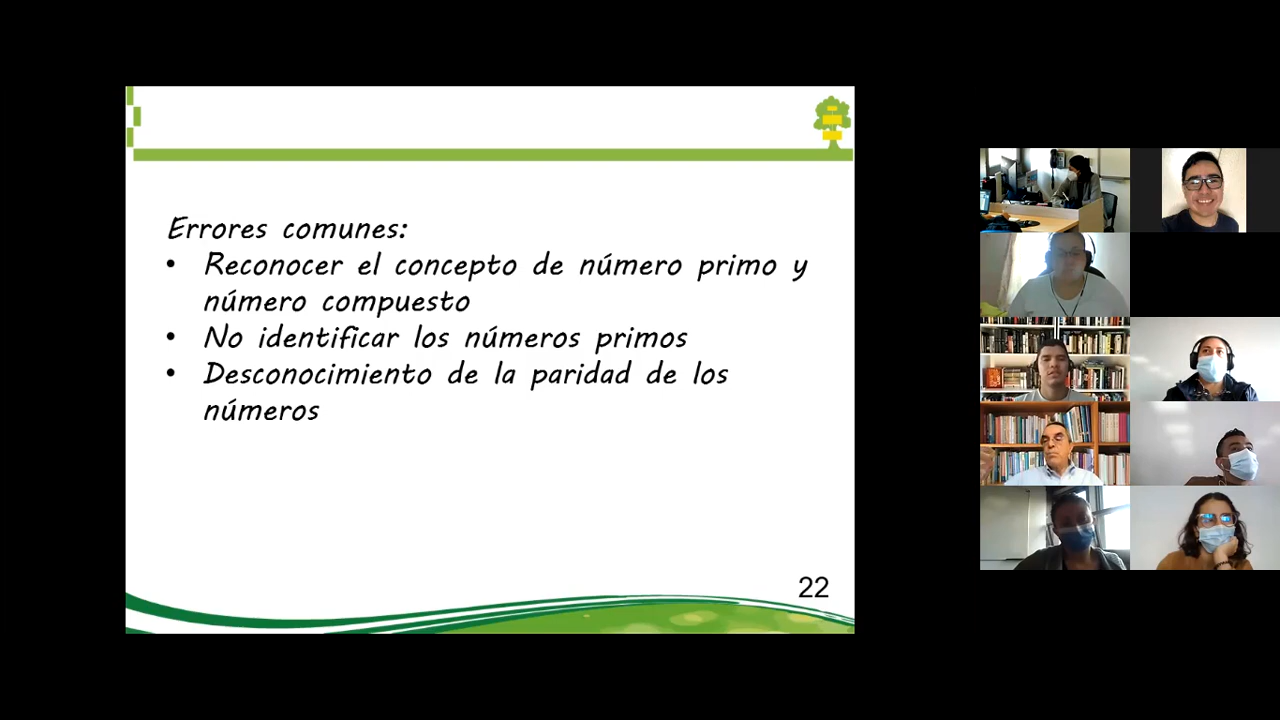 Errores comunes:
• Reconocer el concepto de número primo y
número compuesto
• No identificar los números primos
• Desconocimiento de la paridad de los
números
22